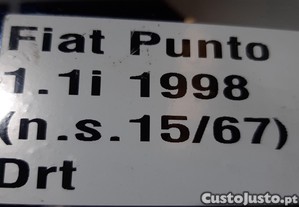 Fiat Punto
1.1i 1998
(n.s.15/67)
Drt
CustoJusto.pt